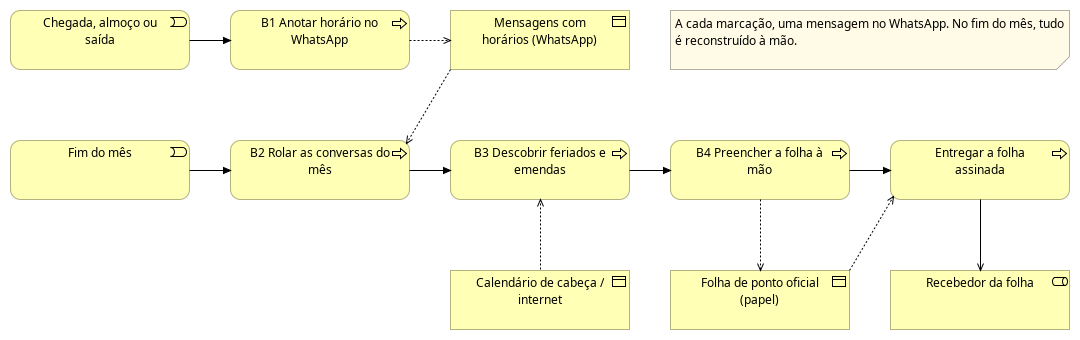 Chegada, almoço ou
saída
B1 Anotar horário no
WhatsApp
Mensagens com
horários (WhatsApp)
A cada marcação, uma mensagem no WhatsApp. No fim do mês, tudo
é reconstruído à mão.
Fim do mês
B2 Rolar as conversas do
mês
B3 Descobrir feriados e
emendas
B4 Preencher a folha à
mão
Entregar a folha
assinada
Calendário de cabeça /
internet
Folha de ponto oficial
(papel)
Recebedor da folha